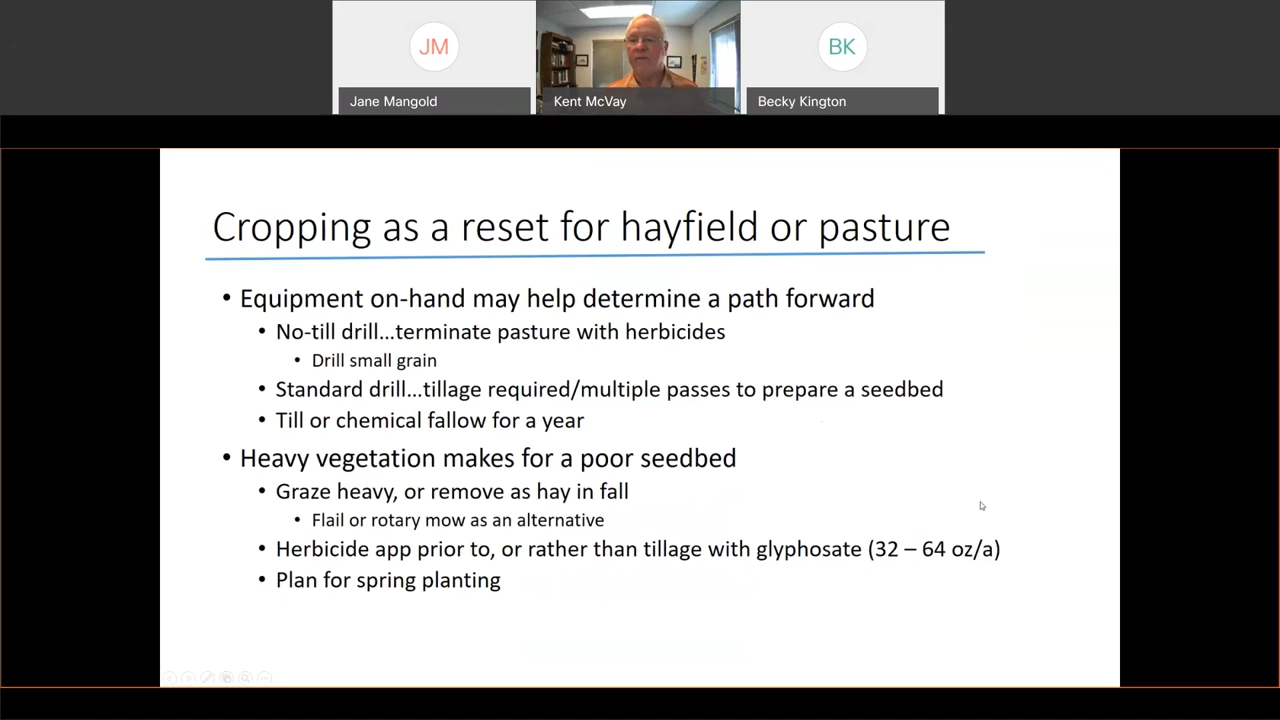 JM
BK
Jane Mangold
Kent McVay
Becky Kington
Cropping as a reset for hayfield or pasture
• Equipment on-hand may help determine a path forward
• No-till drill...terminate pasture with herbicides
• Drill small grain
• Standard drill...tillage required/multiple passes to prepare a seedbed
• Till or chemical fallow for a year
• Heavy vegetation makes for a poor seedbed
• Graze heavy, or remove as hay in fall
• Flail or rotary mow as an alternative
• Herbicide app prior to, or rather than tillage with glyphosate (32 – 64 oz/a)
• Plan for spring planting